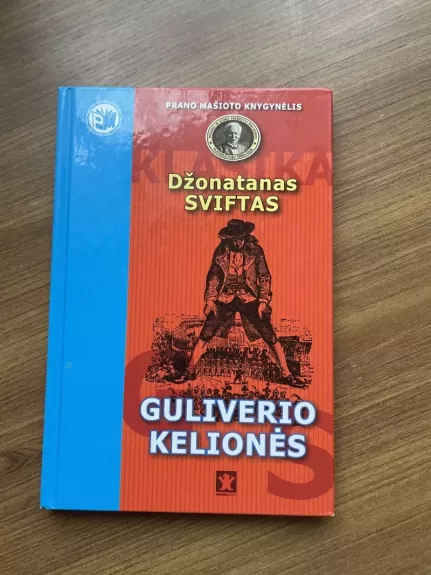 PRANO MAŠIOTO KNYGYNĖLIS
KLASIKA
Džonatanas
SVIFTAS
GULIVERIO
KELIONĖS